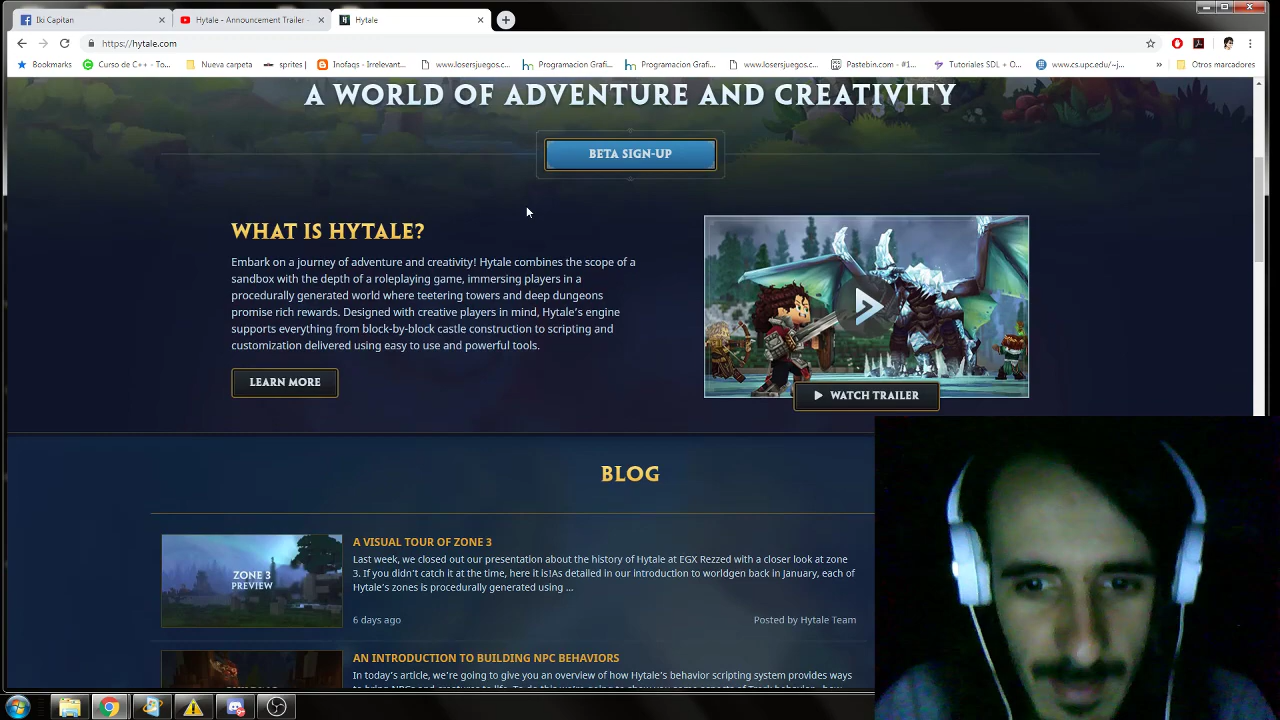 Iki Capitan
Hytale - Announcement Trailer -
Hytale
https://hytale.com
Bookmarks
Curso de C++ - To...
Nueva carpeta
sprites |
Inofaqs - Irrelevant...
www.losersjuegos.c...
Programacion Grafi...
Programacion Grafi...
www.losersjuegos.c...
Pastebin.com - #1...
Tutoriales SDL + O...
www.cs.upc.edu/~j...
»
Otros marcadores
A WORLD OF ADVENTURE AND CREATIVITY
BETA SIGN-UP
WHAT IS HYTALE?
Embark on a journey of adventure and creativity! Hytale combines the scope of a
sandbox with the depth of a roleplaying game, immersing players in a
procedurally generated world where teetering towers and deep dungeons
promise rich rewards. Designed with creative players in mind, Hytale's engine
supports everything from block-by-block castle construction to scripting and
customization delivered using easy to use and powerful tools.
LEARN MORE
WATCH TRAILER
BLOG
ZONE 3
PREVIEW
A VISUAL TOUR OF ZONE 3
Last week, we closed out our presentation about the history of Hytale at EGX Rezzed with a closer look at zone
3. If you didn't catch it at the time, here it is!As detailed in our introduction to worldgen back in January, each of
Hytale's zones is procedurally generated using ...
6 days ago
Posted by Hytale Team
AN INTRODUCTION TO BUILDING NPC BEHAVIORS
In today's article, we're going to give you an overview of how Hytale's behavior scripting system provides ways